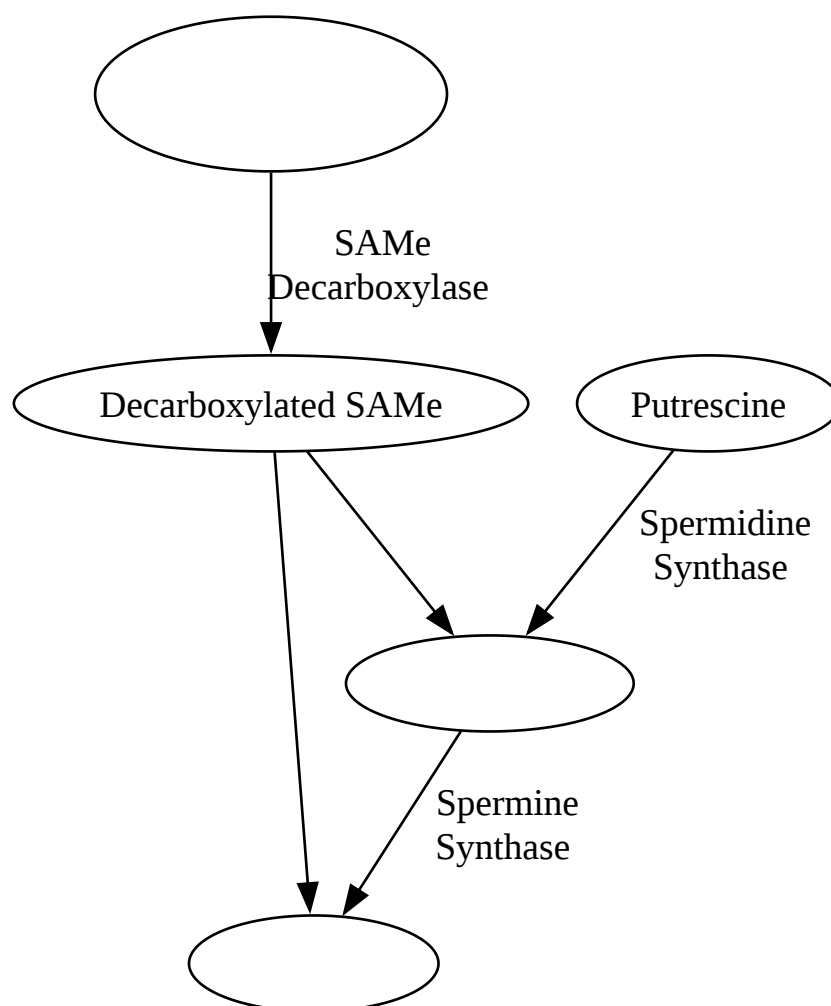 SAMe
Decarboxylase
Decarboxylated SAMe
Putrescine
Spermidine
Synthase
Spermine
Synthase